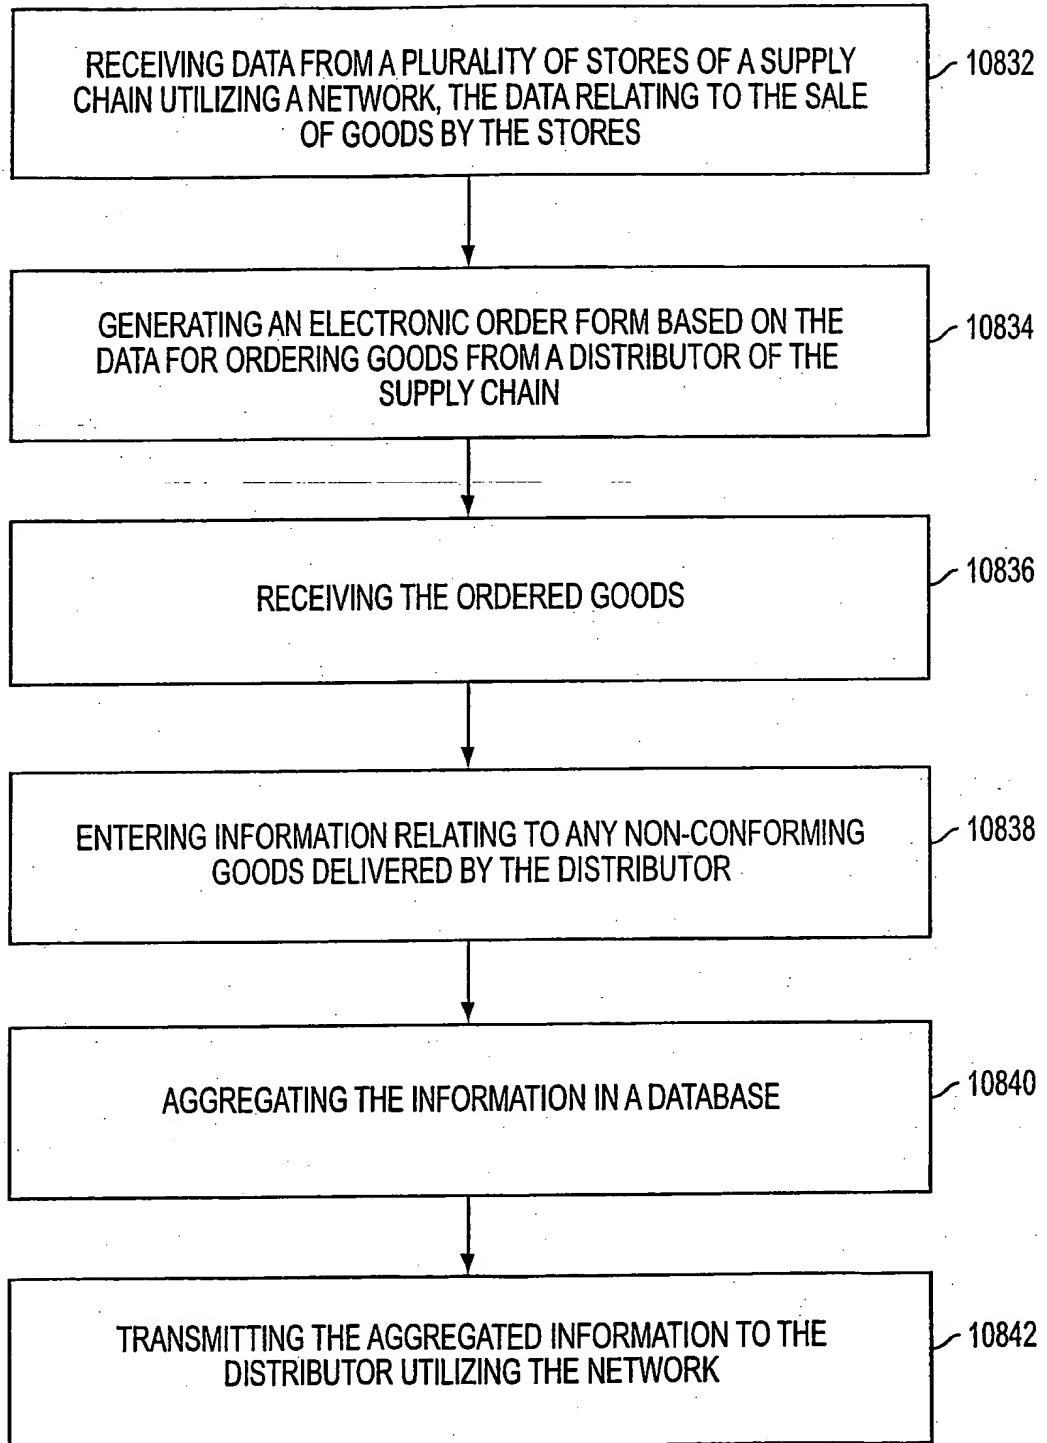 RECEIVING DATA FROM A PLURALITY OF STORES OF A SUPPLY
CHAIN UTILIZING A NETWORK, THE DATA RELATING TO THE SALE
OF GOODS BY THE STORES
10832
GENERATING AN ELECTRONIC ORDER FORM BASED ON THE
DATA FOR ORDERING GOODS FROM A DISTRIBUTOR OF THE
SUPPLY CHAIN
10834
RECEIVING THE ORDERED GOODS
10836
ENTERING INFORMATION RELATING TO ANY NON-CONFORMING
GOODS DELIVERED BY THE DISTRIBUTOR
10838
AGGREGATING THE INFORMATION IN A DATABASE
10840
TRANSMITTING THE AGGREGATED INFORMATION TO THE
DISTRIBUTOR UTILIZING THE NETWORK
10842